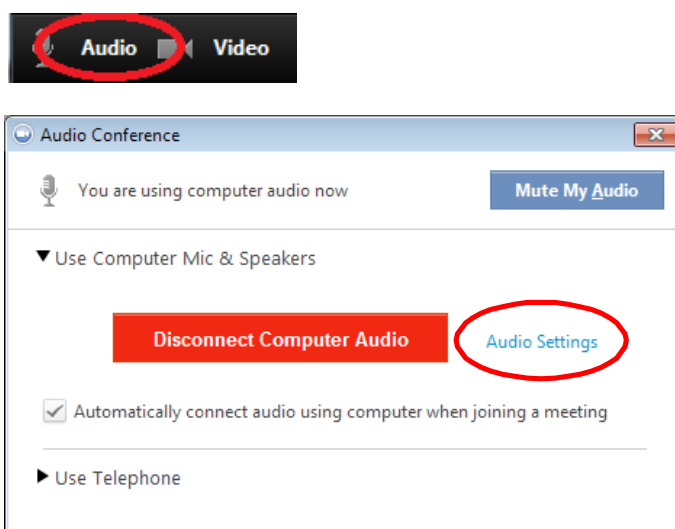 Audio Video
Audio Conference
You are using computer audio now Mute My Audio
Use Computer Mic & Speakers
Disconnect Computer Audio Audio Settings
Automatically connect audio using computer when joining a meeting
Use Telephone